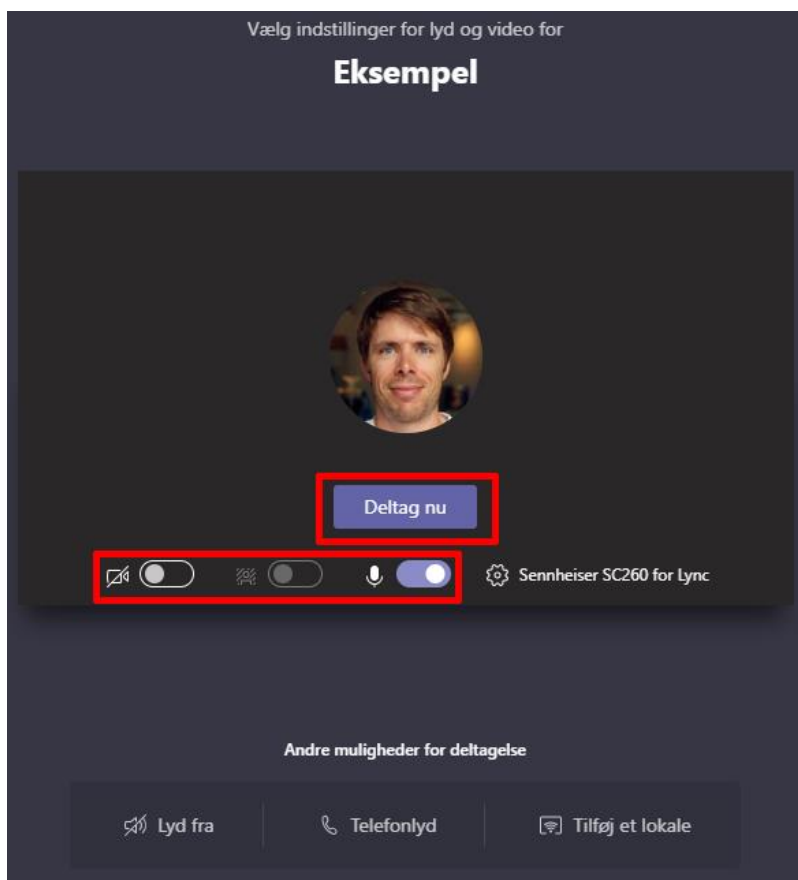 Vælg indstillinger for lyd og video for
Eksempel
Deltag nu
Sennheiser SC260 for Lync
Andre muligheder for deltagelse
Lyd fra
Telefonlyd
Tilføj et lokale